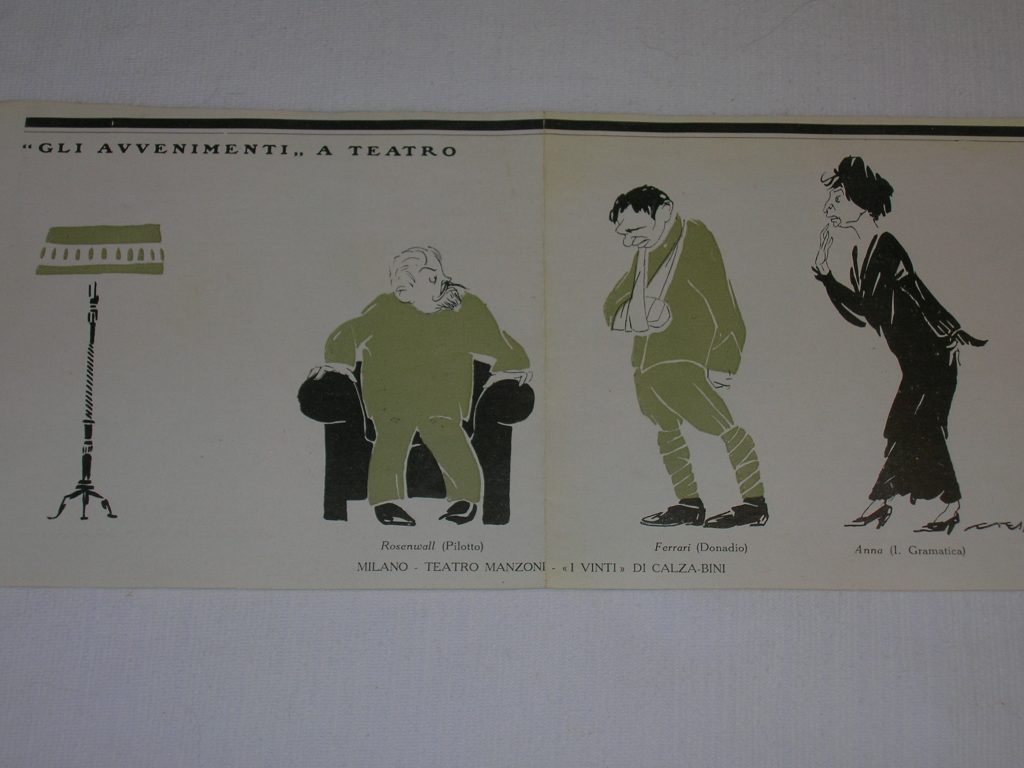 “GLI AVVENIMENTI„ A TEATRO
Rosenwall (Pilotto)
Ferrari (Donadio)
Anna (I. Gramatica)
MILANO - TEATRO MANZONI - «I VINTI» DI CALZA-BINI